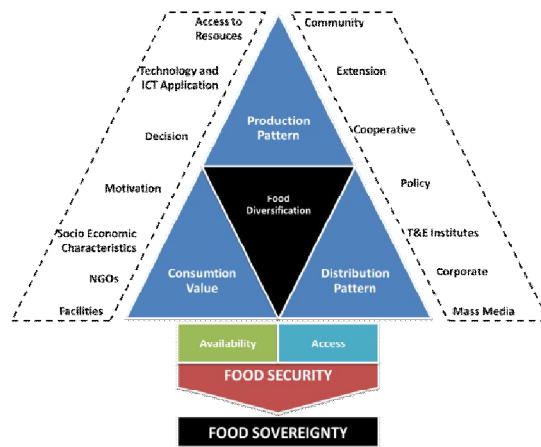 Access to
Resouces
Technology and
ICT Application
Decision
Motivation
Socio Economic
Characteristics
NGOs
Facilities
Production
Pattern
Food
Diversification
Consumtion
Value
Distribution
Pattern
Community
Extension
Cooperative
Policy
T&E Institutes
Corporate
Mass Media
Availability
Access
FOOD SECURITY
FOOD SOVEREIGNTY